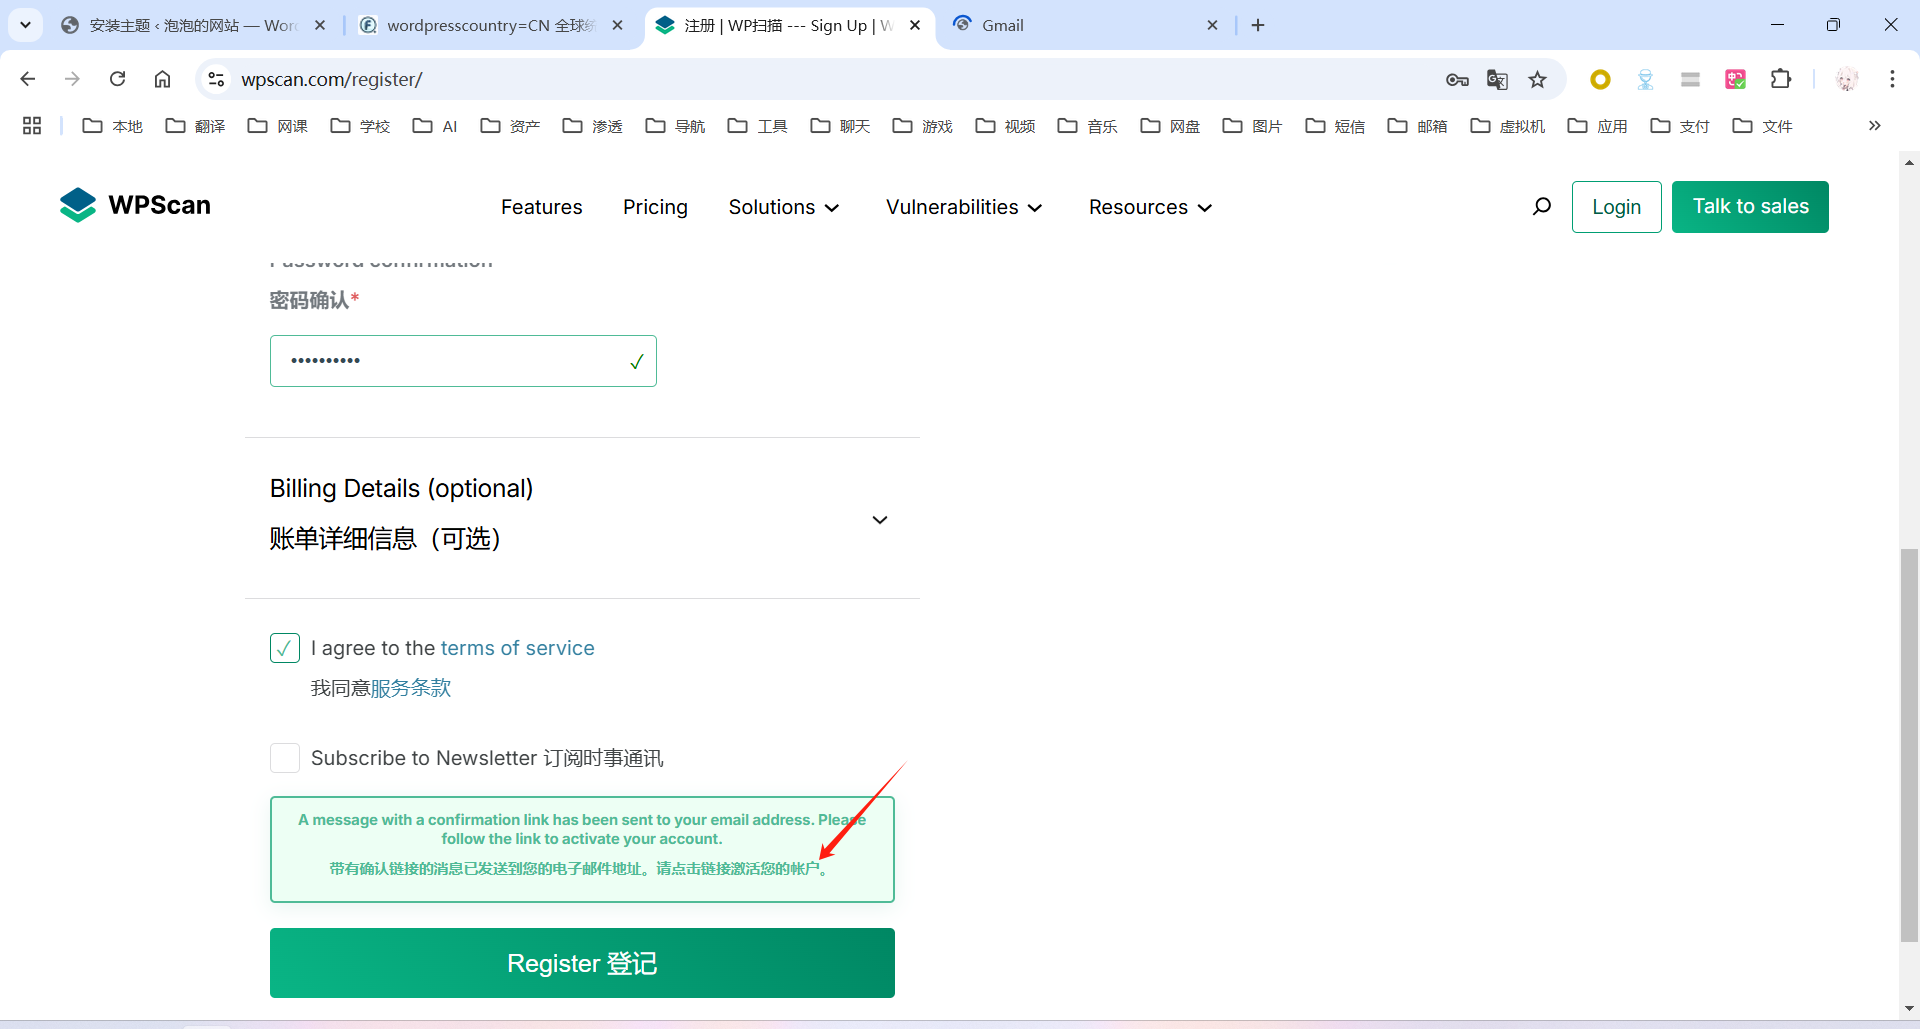 安装主题 ‹ 泡泡的网站 — Wor
wordpresscountry=CN 全球
注册 | WP扫描 --- Sign Up | W
Gmail
wpscan.com/register/
本地
翻译
网课
学校
AI
资产
渗透
导航
工具
聊天
游戏
视频
音乐
网盘
图片
短信
邮箱
虚拟机
应用
支付
文件
WPScan
Features
Pricing
Solutions
Vulnerabilities
Resources
Login
Talk to sales
Password confirmation
密码确认*
••••••••••
Billing Details (optional)
账单详细信息（可选）
I agree to the terms of service
我同意服务条款
Subscribe to Newsletter 订阅时事通讯
A message with a confirmation link has been sent to your email address. Please
follow the link to activate your account.
带有确认链接的消息已发送到您的电子邮件地址。请点击链接激活您的帐户。
Register 登记